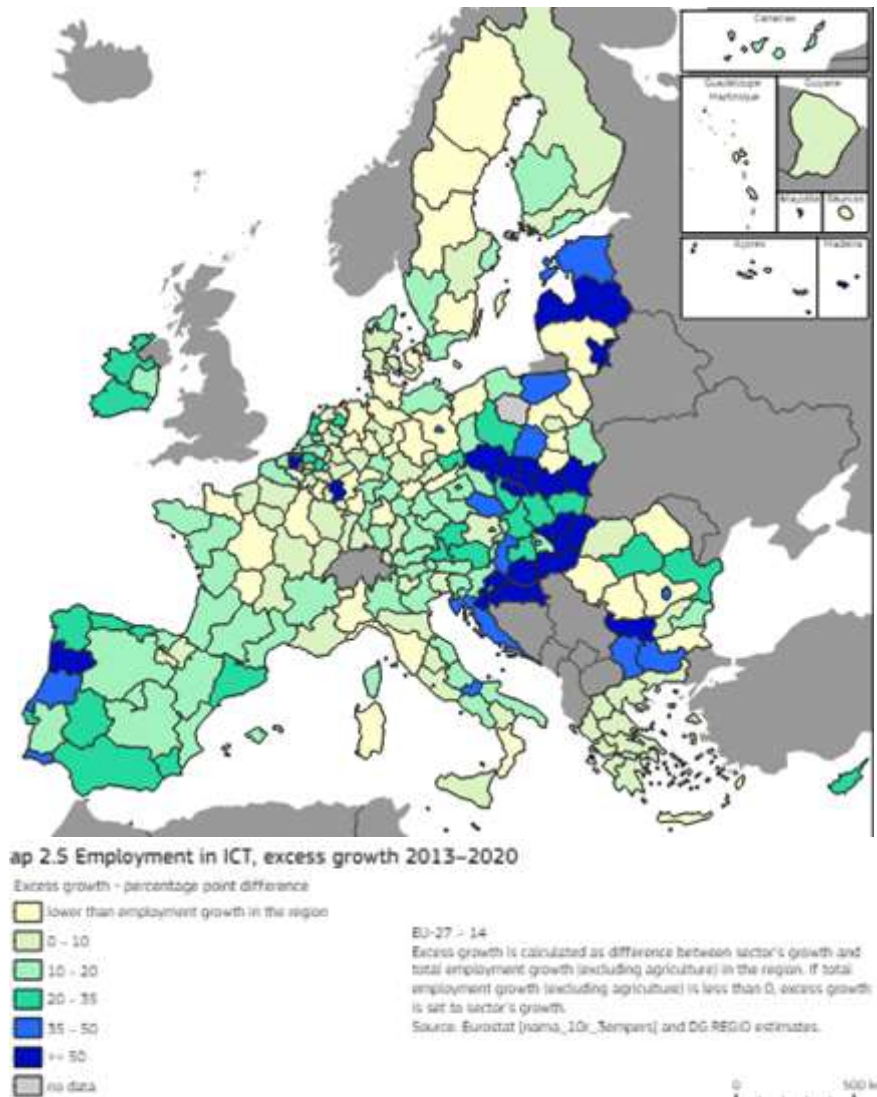 Canarias
Guadeloupe
Martinique
Guyane
Mayotte
Réunion
Açores
Madeira
ap 2.5 Employment in ICT, excess growth 2013–2020
Excess growth - percentage point difference
lower than employment growth in the region
0 – 10
10 – 20
20 – 35
35 – 50
>= 50
no data
EU-27 = 14
Excess growth is calculated as difference between sector's growth and
total employment growth (excluding agriculture) in the region. If total
employment growth (excluding agriculture) is less than 0, excess growth
is set to sector's growth.
Source: Eurostat [nama_10r_3empers] and DG REGIO estimates.
0 500 k